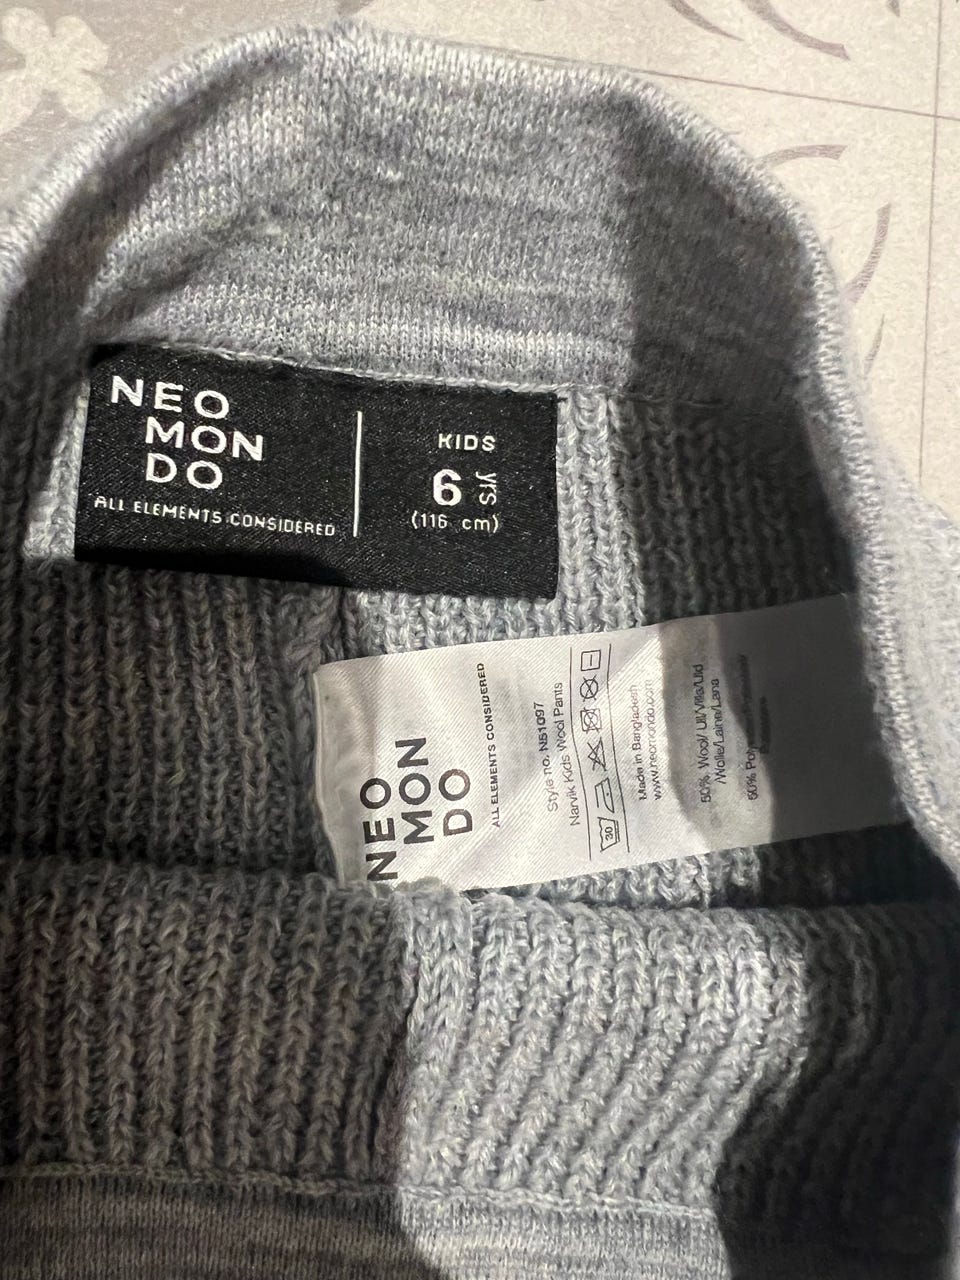 NEO
MON
DO
ALL ELEMENTS CONSIDERED
KIDS
6 yrs
(116 cm)
NEO
MON
DO
ALL ELEMENTS CONSIDERED
Style no. N51097
Narvik Kids Wool Pants
30
Made in Bangladesh
www.neomondo.com
50% Wool/ Ull/Villa/Uld
/Wolle/Laine/Lana
50%